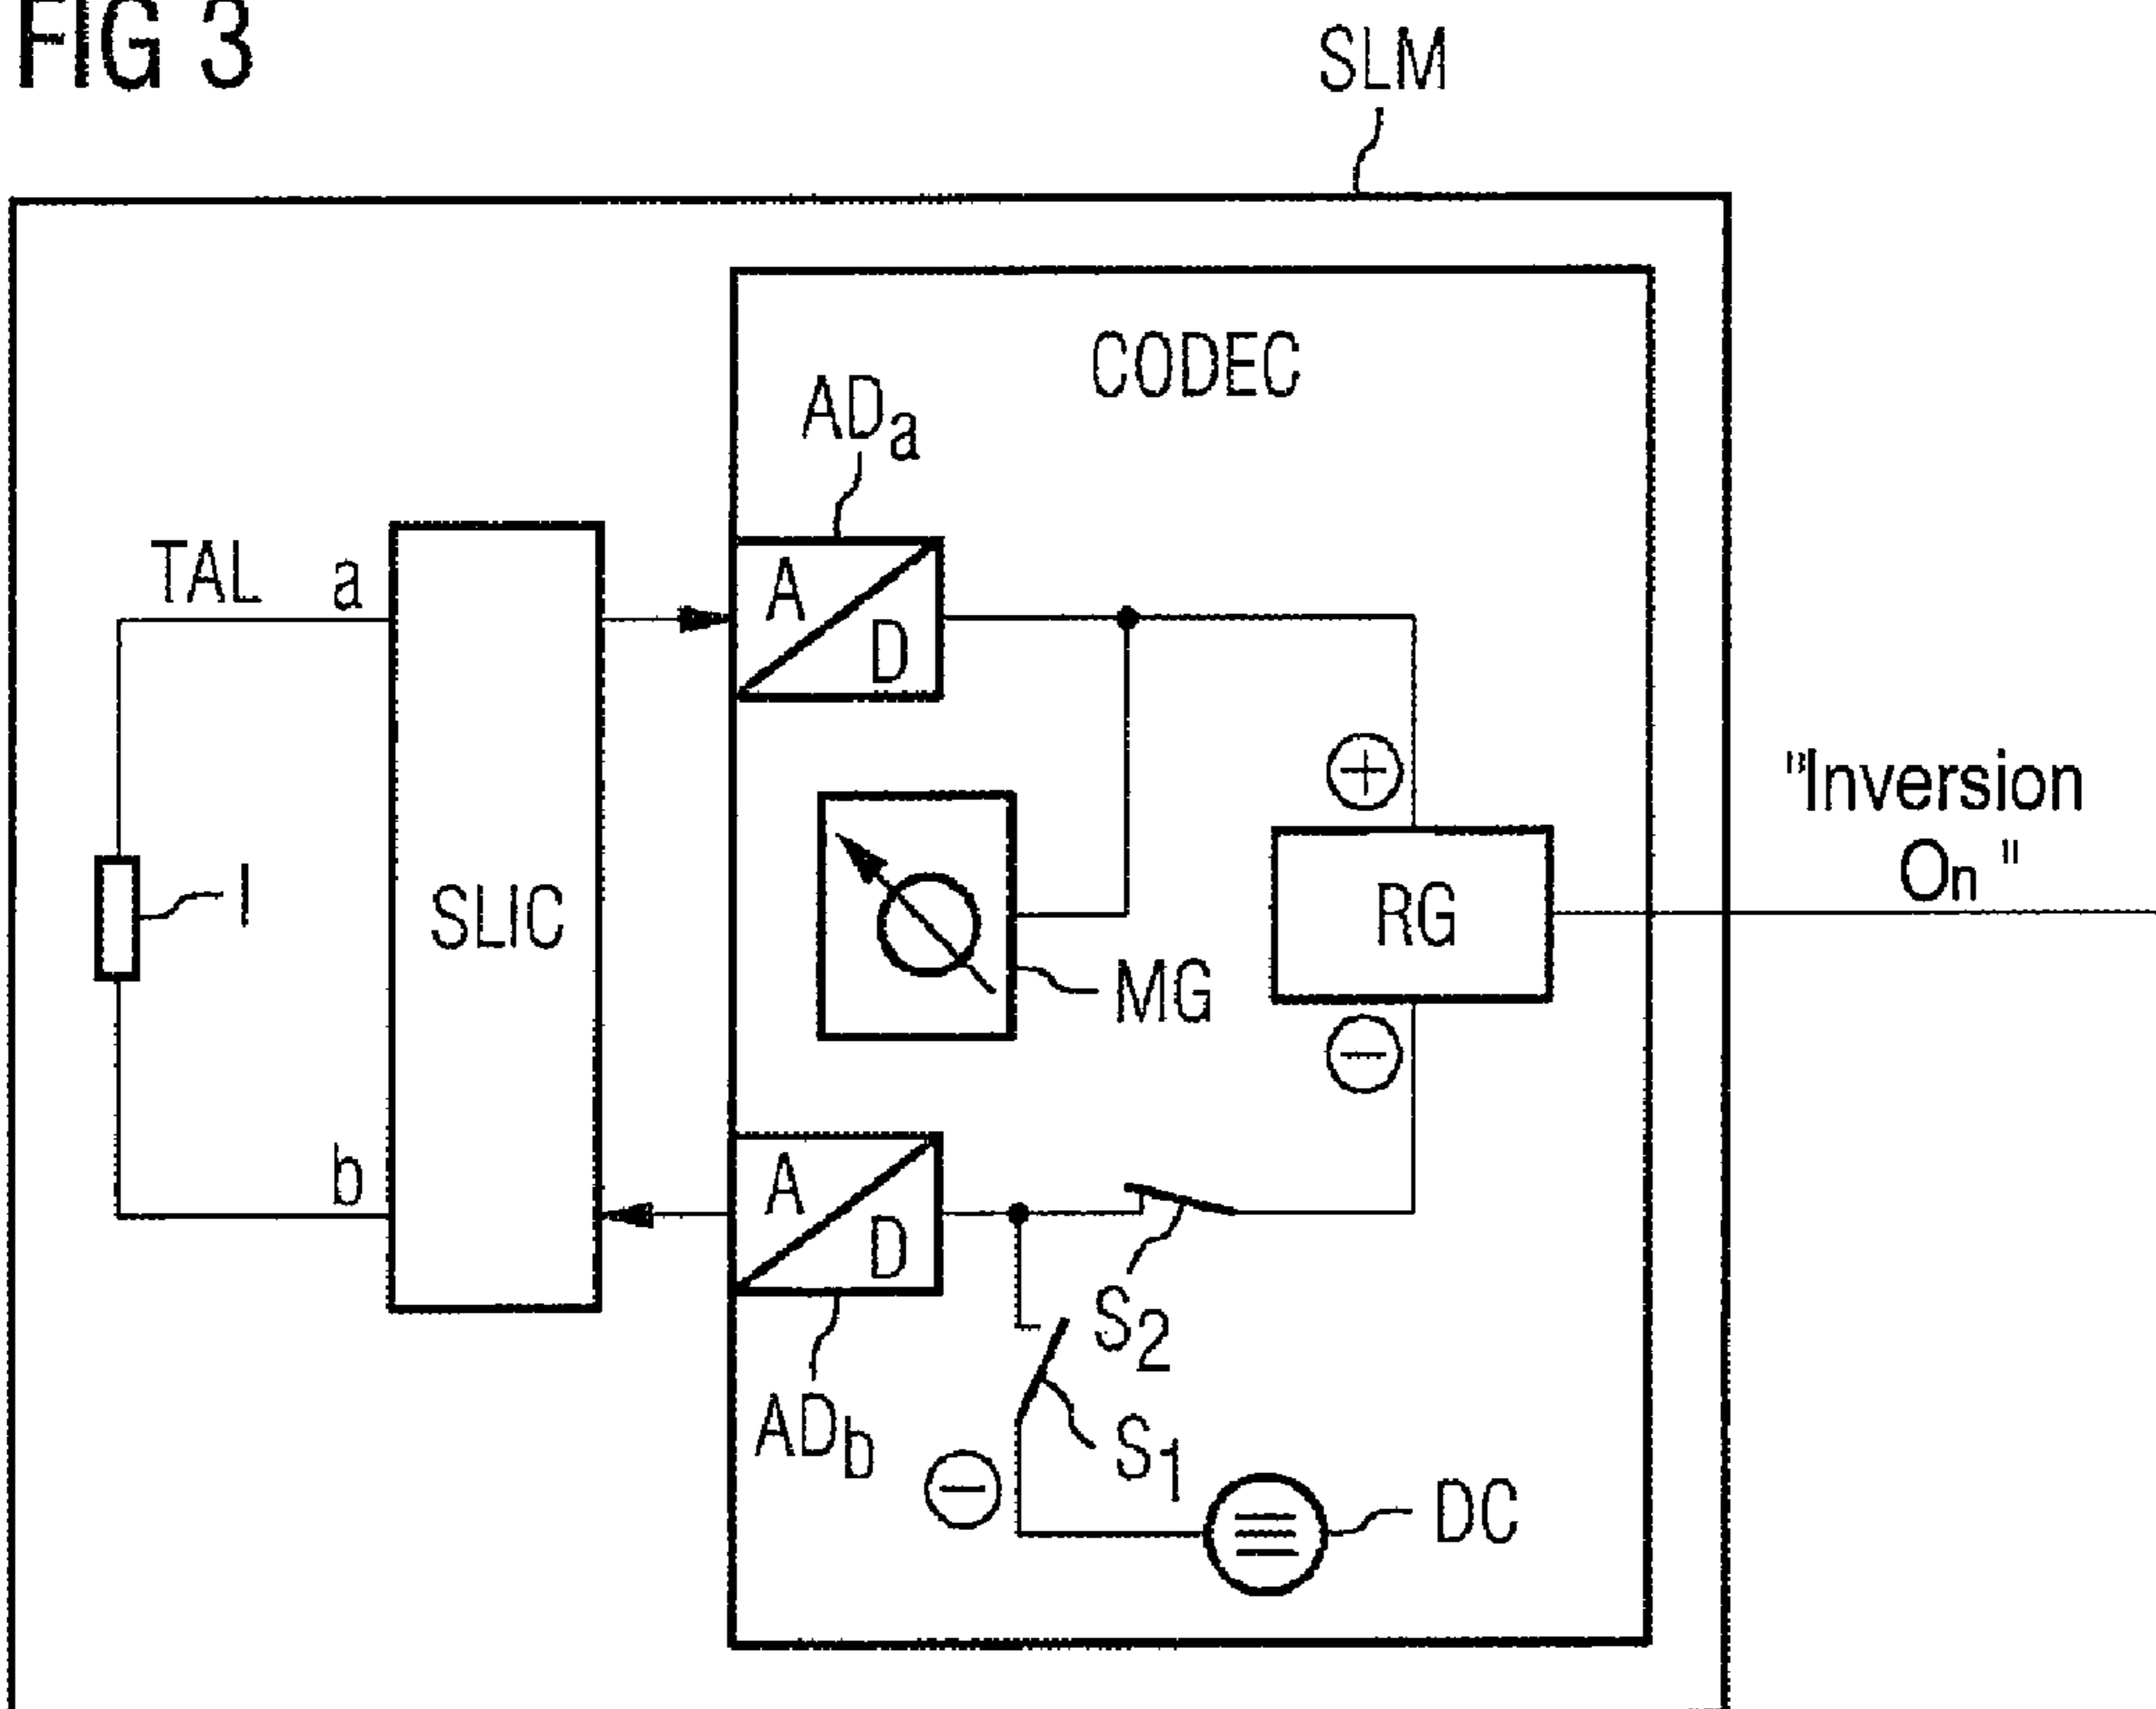 FIG 3
SLM
CODEC
ADa
TAL a
A
D
"Inversion
On "
I
SLIC
RG
MG
b
A
D
S2
ADb
S1
DC